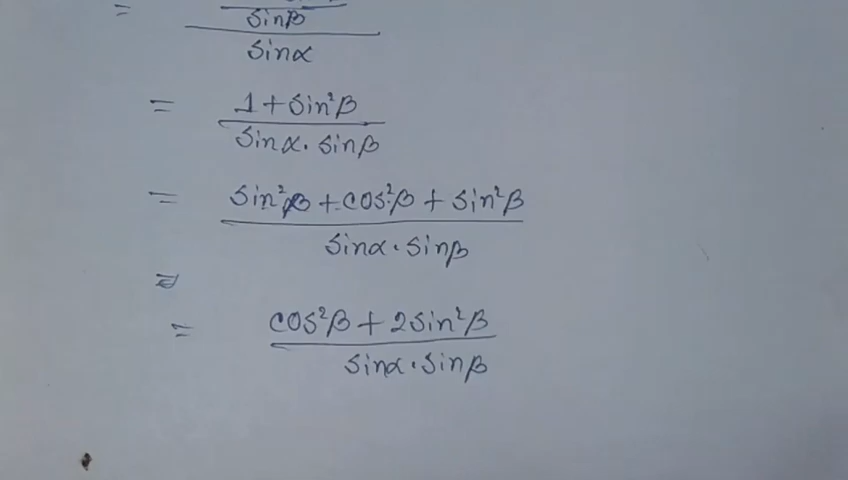 =
sinβ
sinα
= 1 + sin²β
sinα · sinβ
= sin²β + cos²β + sin²β
sinα · sinβ
=
= cos²β + 2sin²β
sinα · sinβ